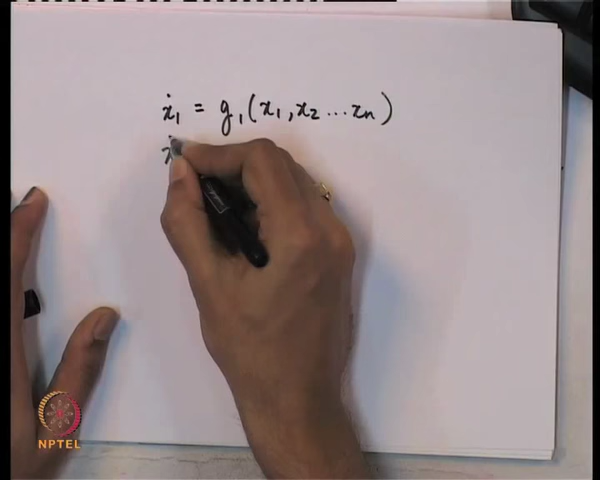 ẋ₁ = g₁(x₁, x₂ ... xₙ)
ẋ
NPTEL